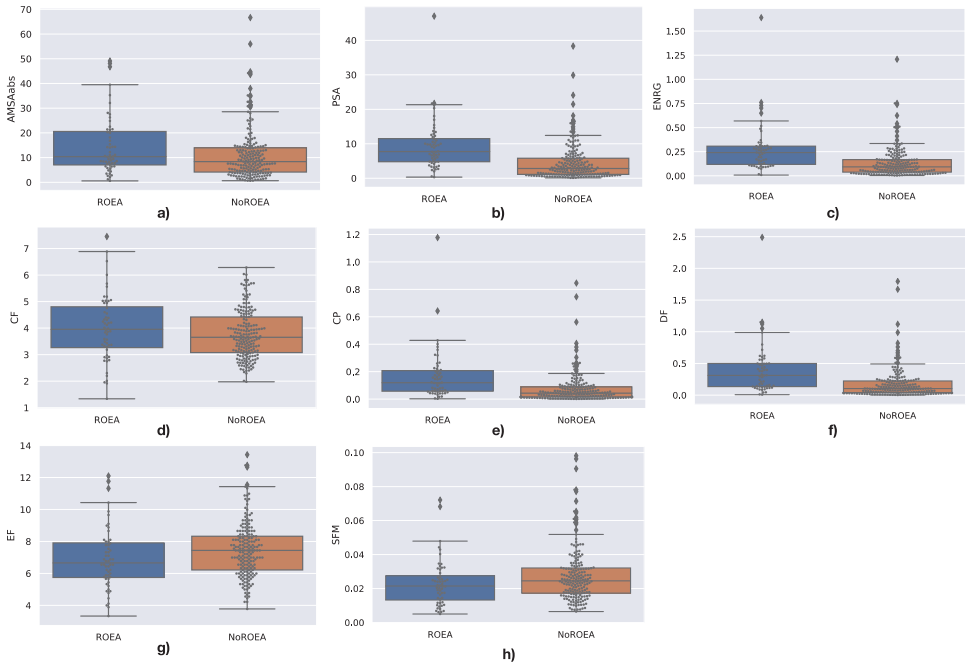 70
60
50
40
30
20
10
0
AMSAabs
ROEA
NoROEA
a)
40
30
20
10
0
PSA
ROEA
NoROEA
b)
1.50
1.25
1.00
0.75
0.50
0.25
0,00
ENRG
ROEA
NoROEA
c)
7
6
5
4
3
2
1
CF
ROEA
NoROEA
d)
1.2
1.0
0.8
0.6
0.4
0.2
0.0
CP
ROEA
NoROEA
e)
2.5
2.0
1.5
1.0
0.5
0.0
DF
ROEA
NoROEA
f)
14
12
10
8
6
4
EF
ROEA
NoROEA
g)
0.10
0.08
0.06
0.04
0.02
0.00
SFM
ROEA
NoROEA
h)